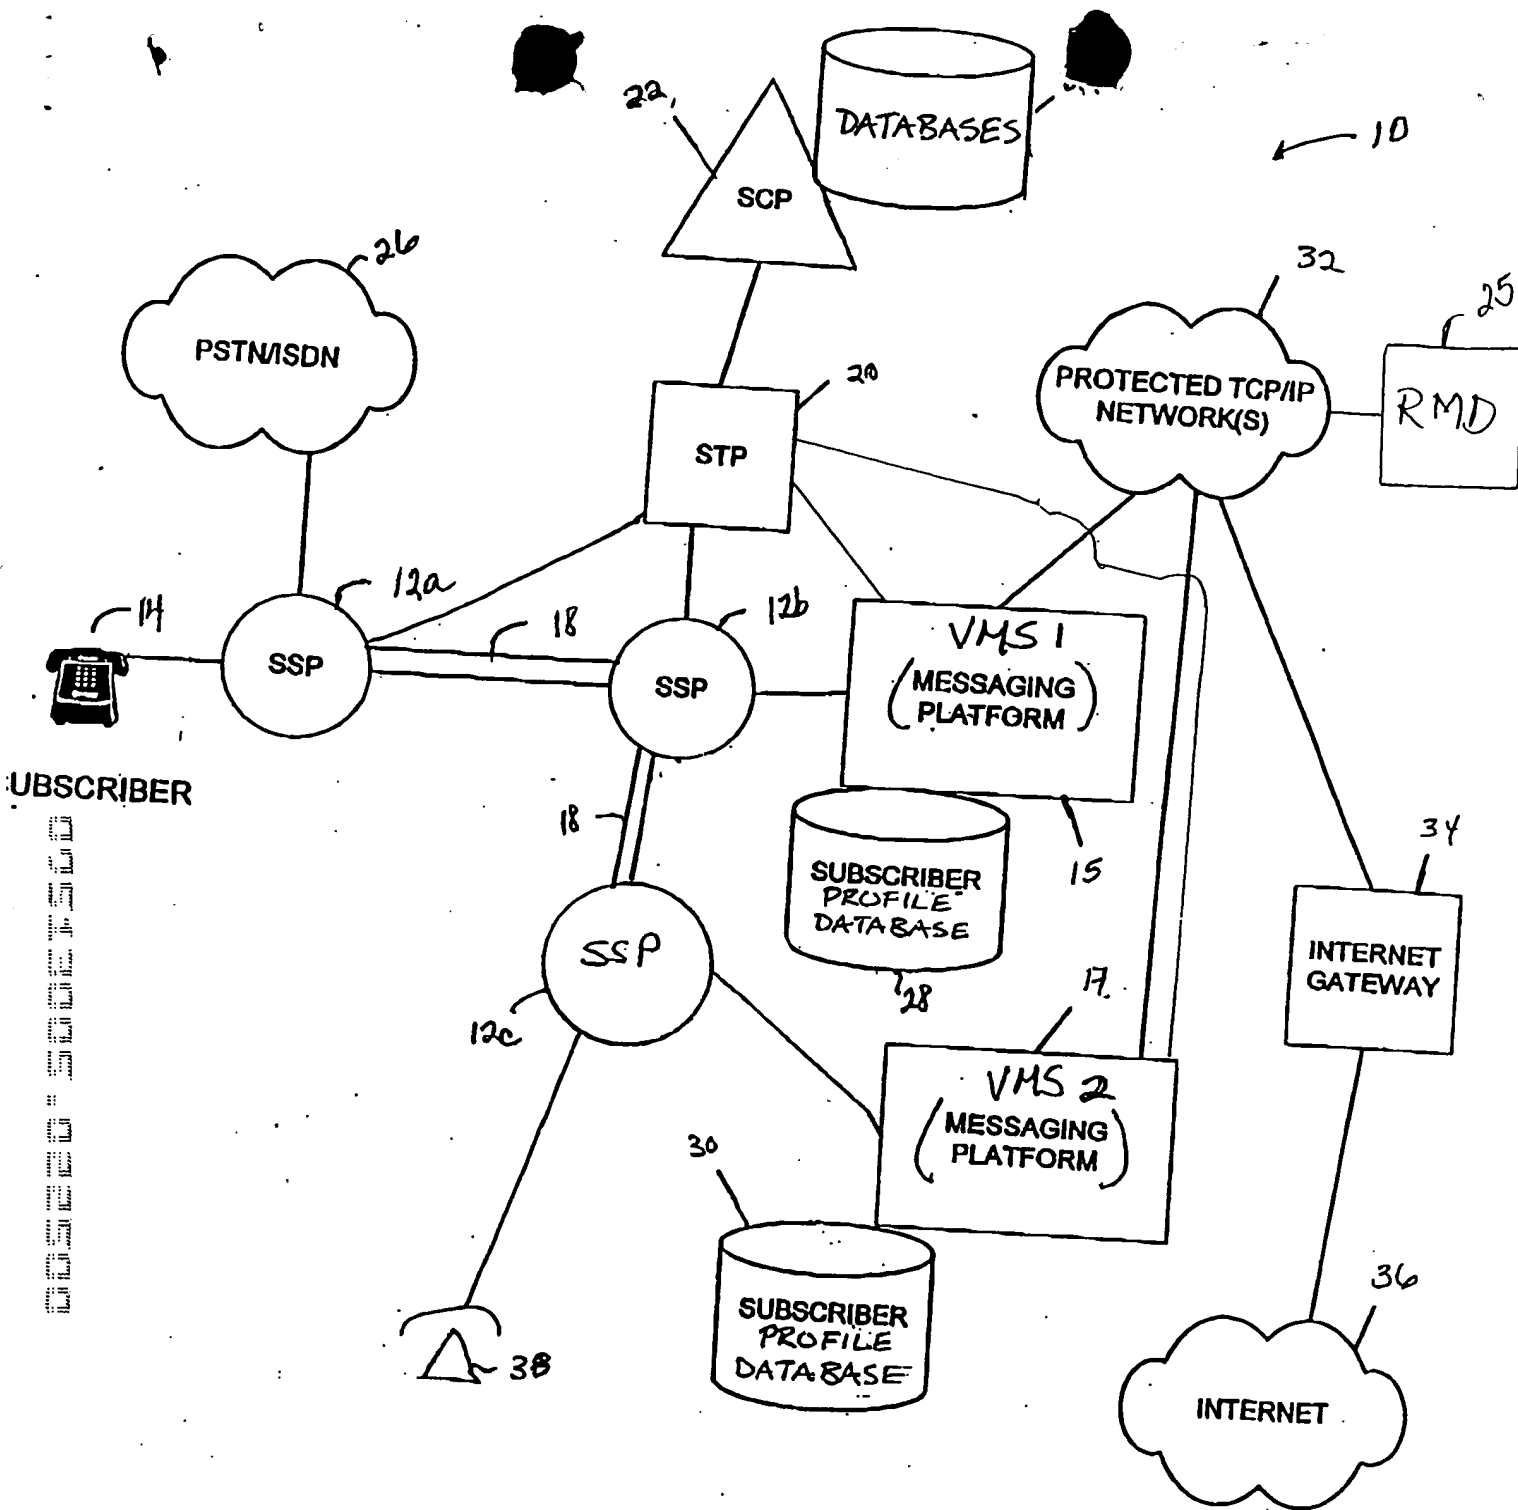 DATABASES
22
10
SCP
26
32
25
PSTN/ISDN
PROTECTED TCP/IP
NETWORK(S)
RMD
20
STP
12a
14
18
12b
SSP
SSP
VMS 1
(MESSAGING
PLATFORM)
UBSCRIBER
18
15
34
SUBSCRIBER
PROFILE
DATABASE
SSP
INTERNET
GATEWAY
28
17
12c
VMS 2
(MESSAGING
PLATFORM)
30
36
SUBSCRIBER
PROFILE
DATABASE
38
INTERNET